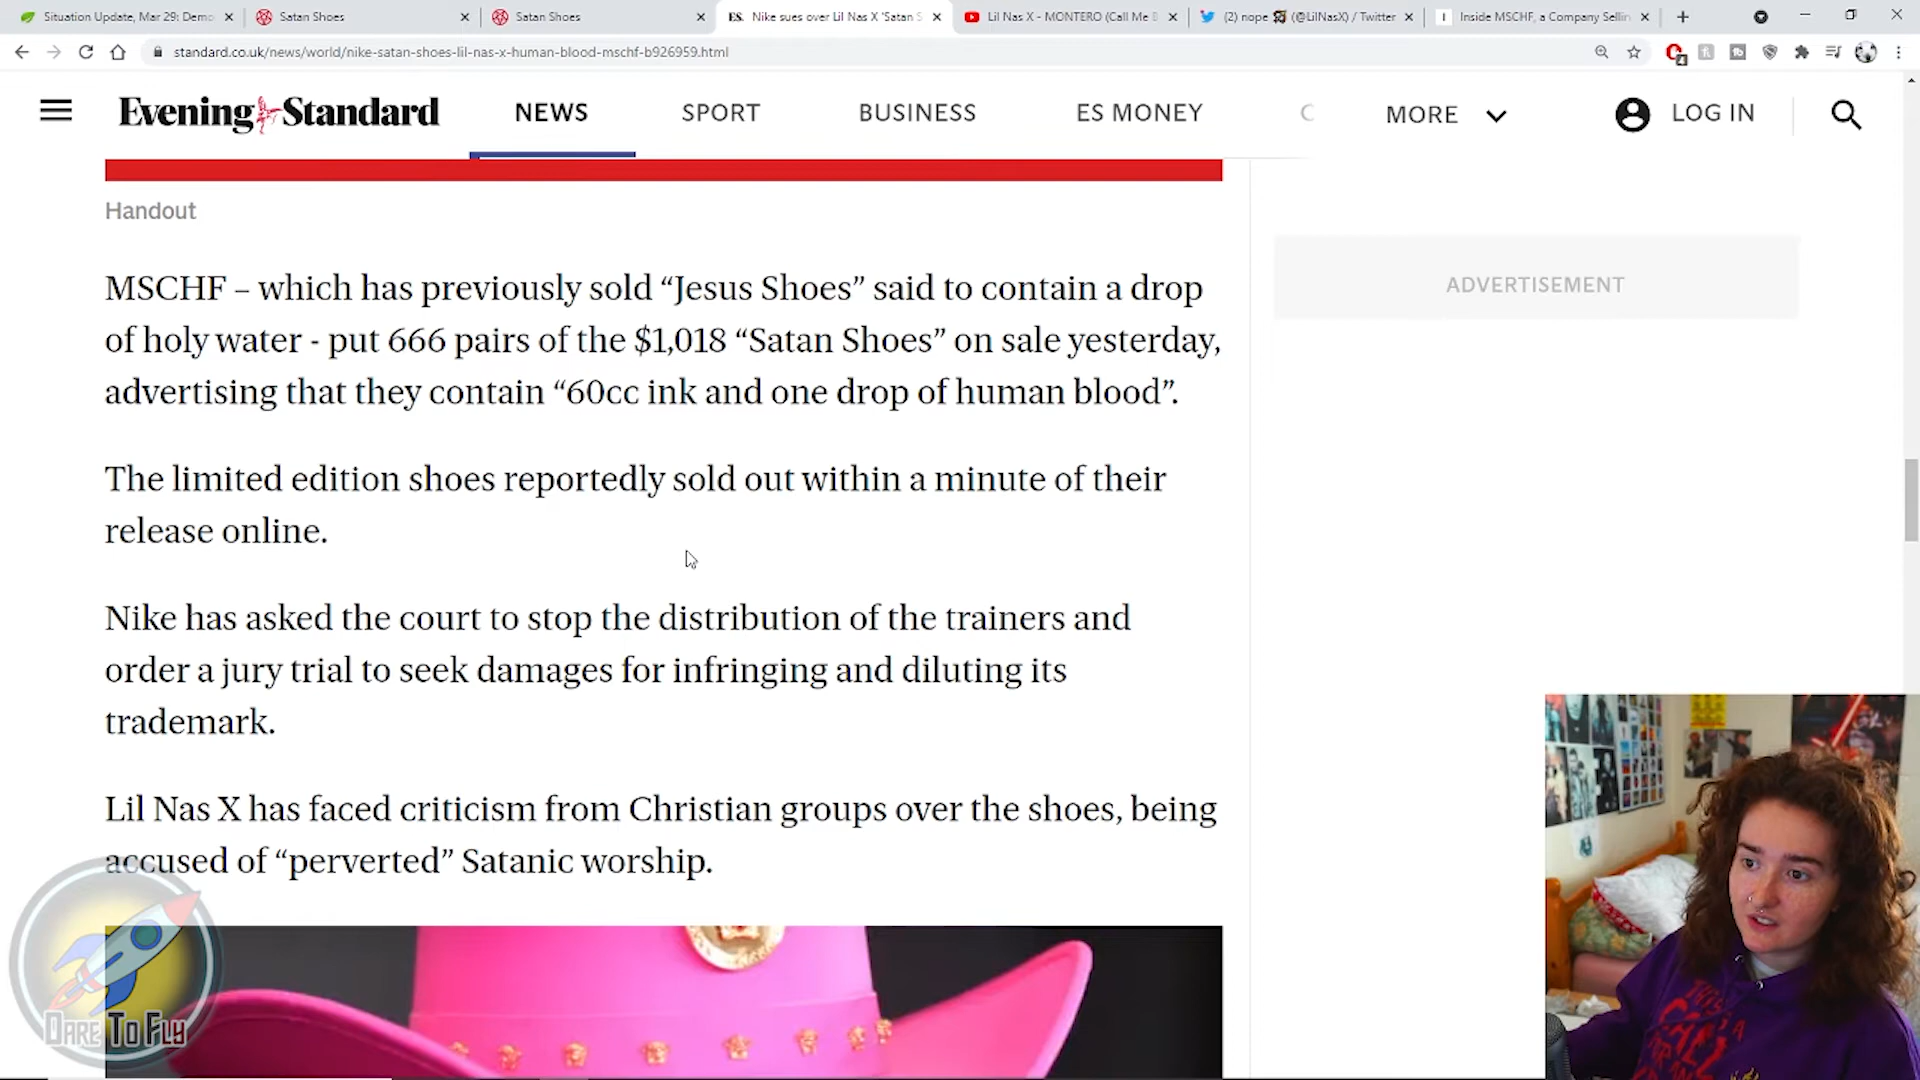 Situation Update, Mar 29: Demo
Satan Shoes
Satan Shoes
ES. Nike sues over Lil Nas X 'Satan S
Lil Nas X - MONTERO (Call Me B
(2) nope (@LilNasX) / Twitter
Inside MSCHF, a Company Sellin
standard.co.uk/news/world/nike-satan-shoes-lil-nas-x-human-blood-mschf-b926959.html
Evening Standard
NEWS
SPORT
BUSINESS
ES MONEY
C
MORE
LOG IN
Handout
ADVERTISEMENT
MSCHF – which has previously sold “Jesus Shoes” said to contain a drop
of holy water - put 666 pairs of the $1,018 “Satan Shoes” on sale yesterday,
advertising that they contain “60cc ink and one drop of human blood”.
The limited edition shoes reportedly sold out within a minute of their
release online.
Nike has asked the court to stop the distribution of the trainers and
order a jury trial to seek damages for infringing and diluting its
trademark.
Lil Nas X has faced criticism from Christian groups over the shoes, being
accused of “perverted” Satanic worship.
DARE TO FLY